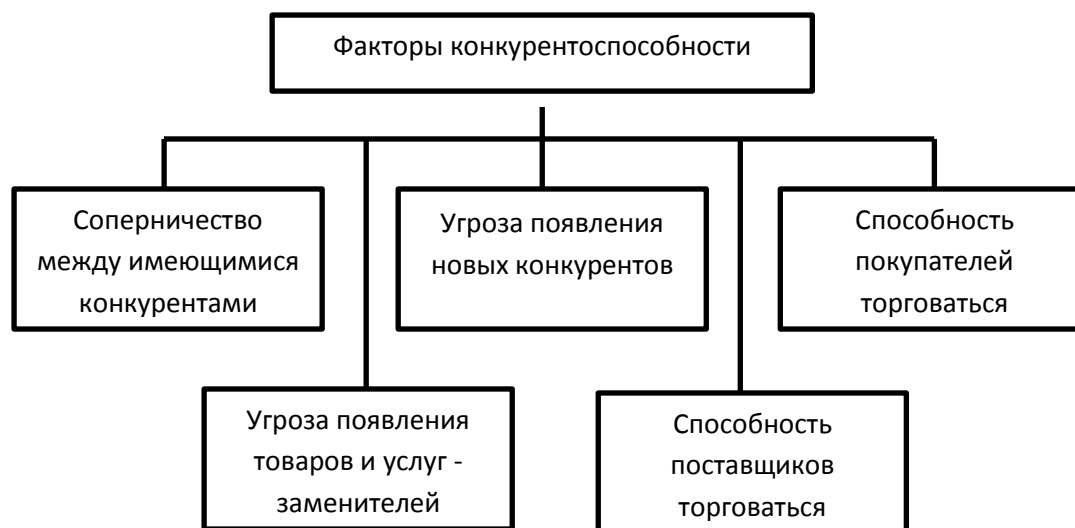 Факторы конкурентоспособности
Соперничество
между имеющимися
конкурентами
Угроза появления
новых конкурентов
Способность
покупателей
торговаться
Угроза появления
товаров и услуг -
заменителей
Способность
поставщиков
торговаться